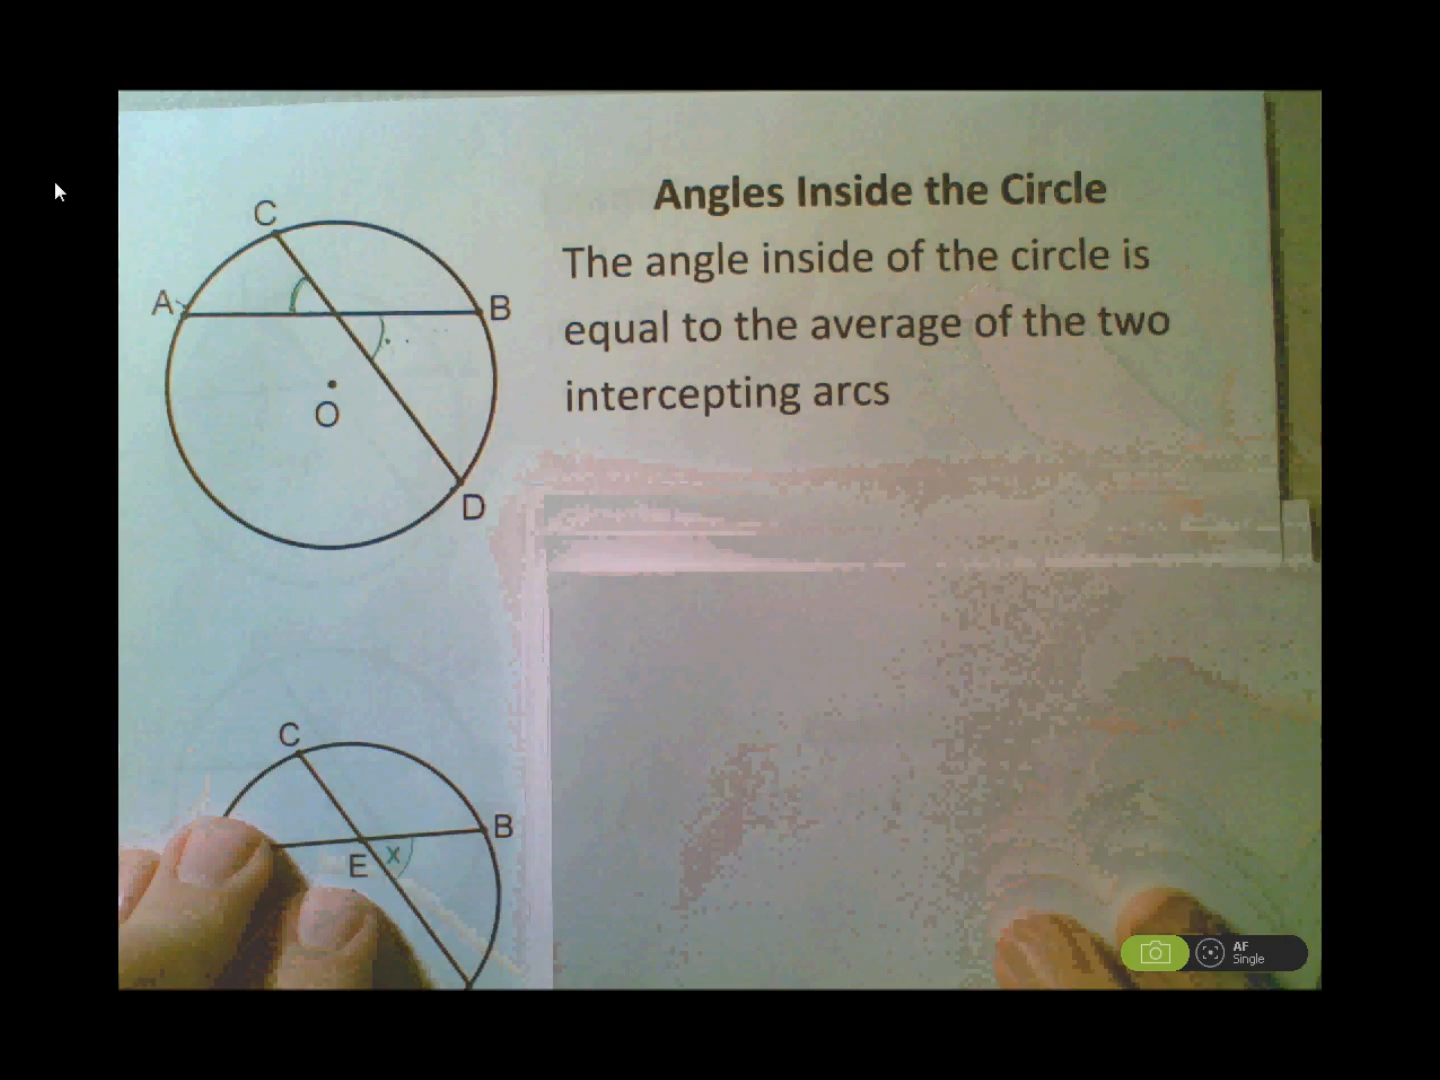 Angles Inside the Circle
The angle inside of the circle is
equal to the average of the two
intercepting arcs
C
A
B
O
D
C
B
E
x
AF
Single